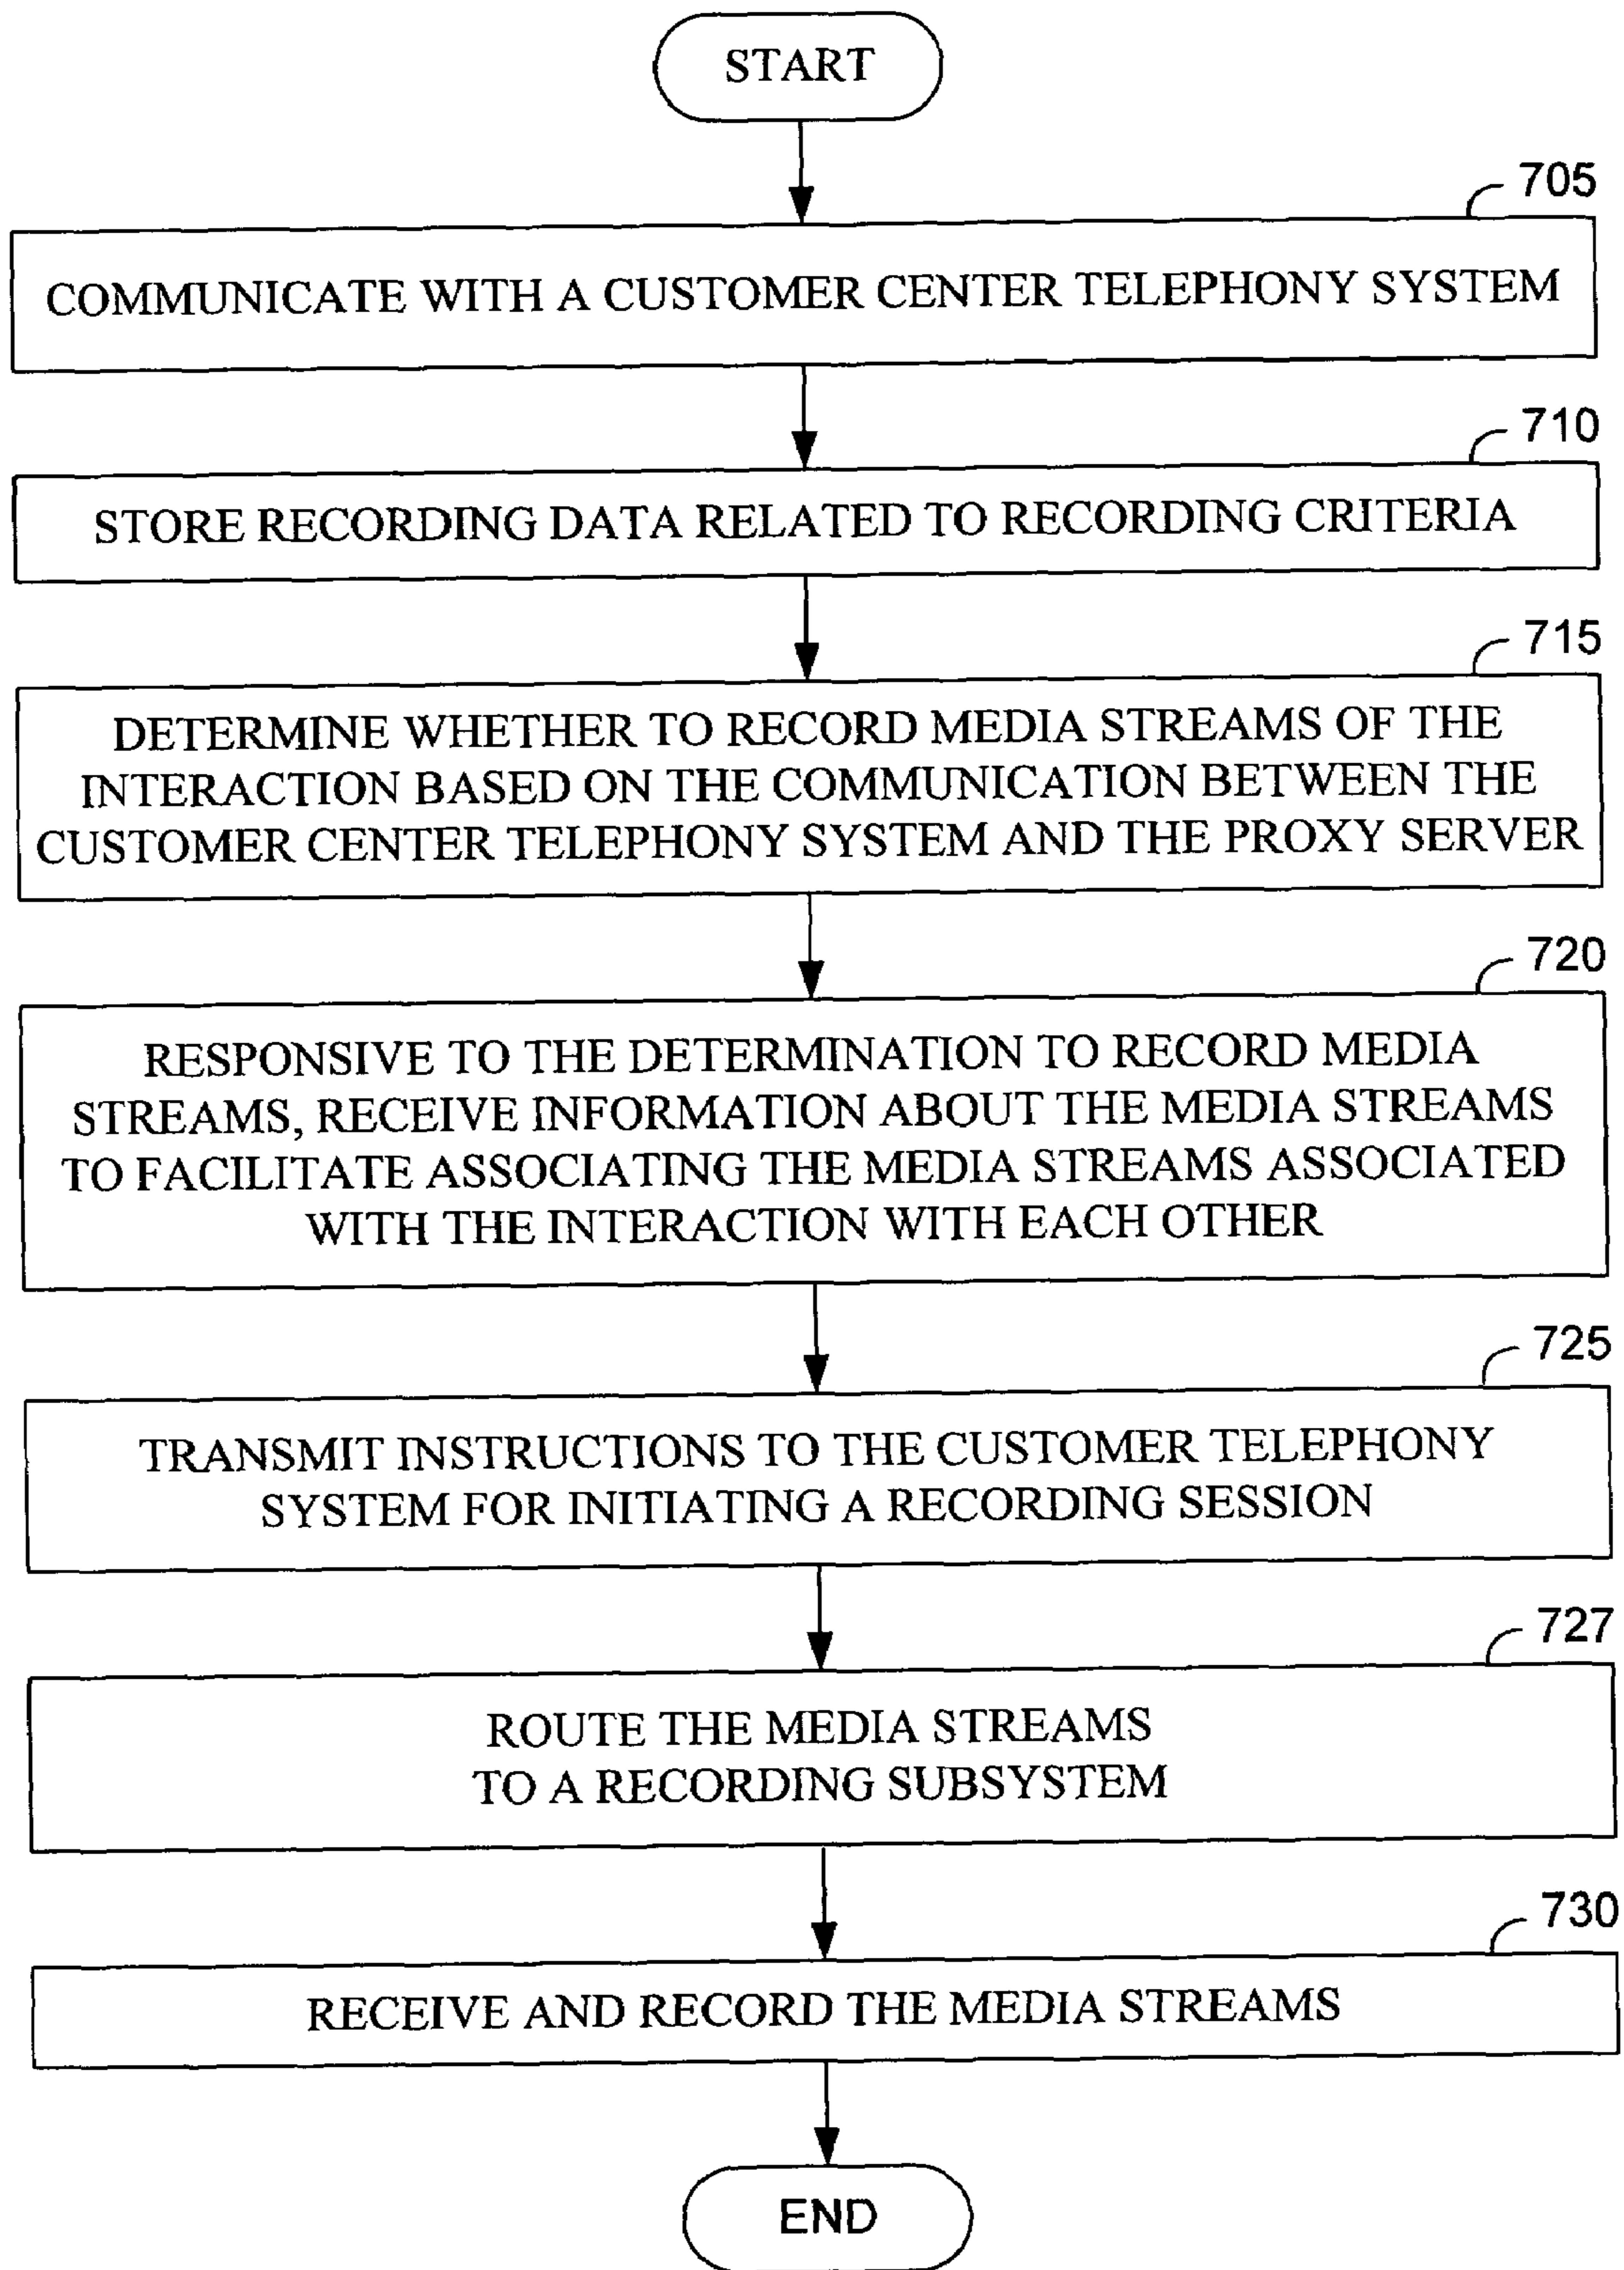 START
705
COMMUNICATE WITH A CUSTOMER CENTER TELEPHONY SYSTEM
710
STORE RECORDING DATA RELATED TO RECORDING CRITERIA
715
DETERMINE WHETHER TO RECORD MEDIA STREAMS OF THE
INTERACTION BASED ON THE COMMUNICATION BETWEEN THE
CUSTOMER CENTER TELEPHONY SYSTEM AND THE PROXY SERVER
720
RESPONSIVE TO THE DETERMINATION TO RECORD MEDIA
STREAMS, RECEIVE INFORMATION ABOUT THE MEDIA STREAMS
TO FACILITATE ASSOCIATING THE MEDIA STREAMS ASSOCIATED
WITH THE INTERACTION WITH EACH OTHER
725
TRANSMIT INSTRUCTIONS TO THE CUSTOMER TELEPHONY
SYSTEM FOR INITIATING A RECORDING SESSION
727
ROUTE THE MEDIA STREAMS
TO A RECORDING SUBSYSTEM
730
RECEIVE AND RECORD THE MEDIA STREAMS
END